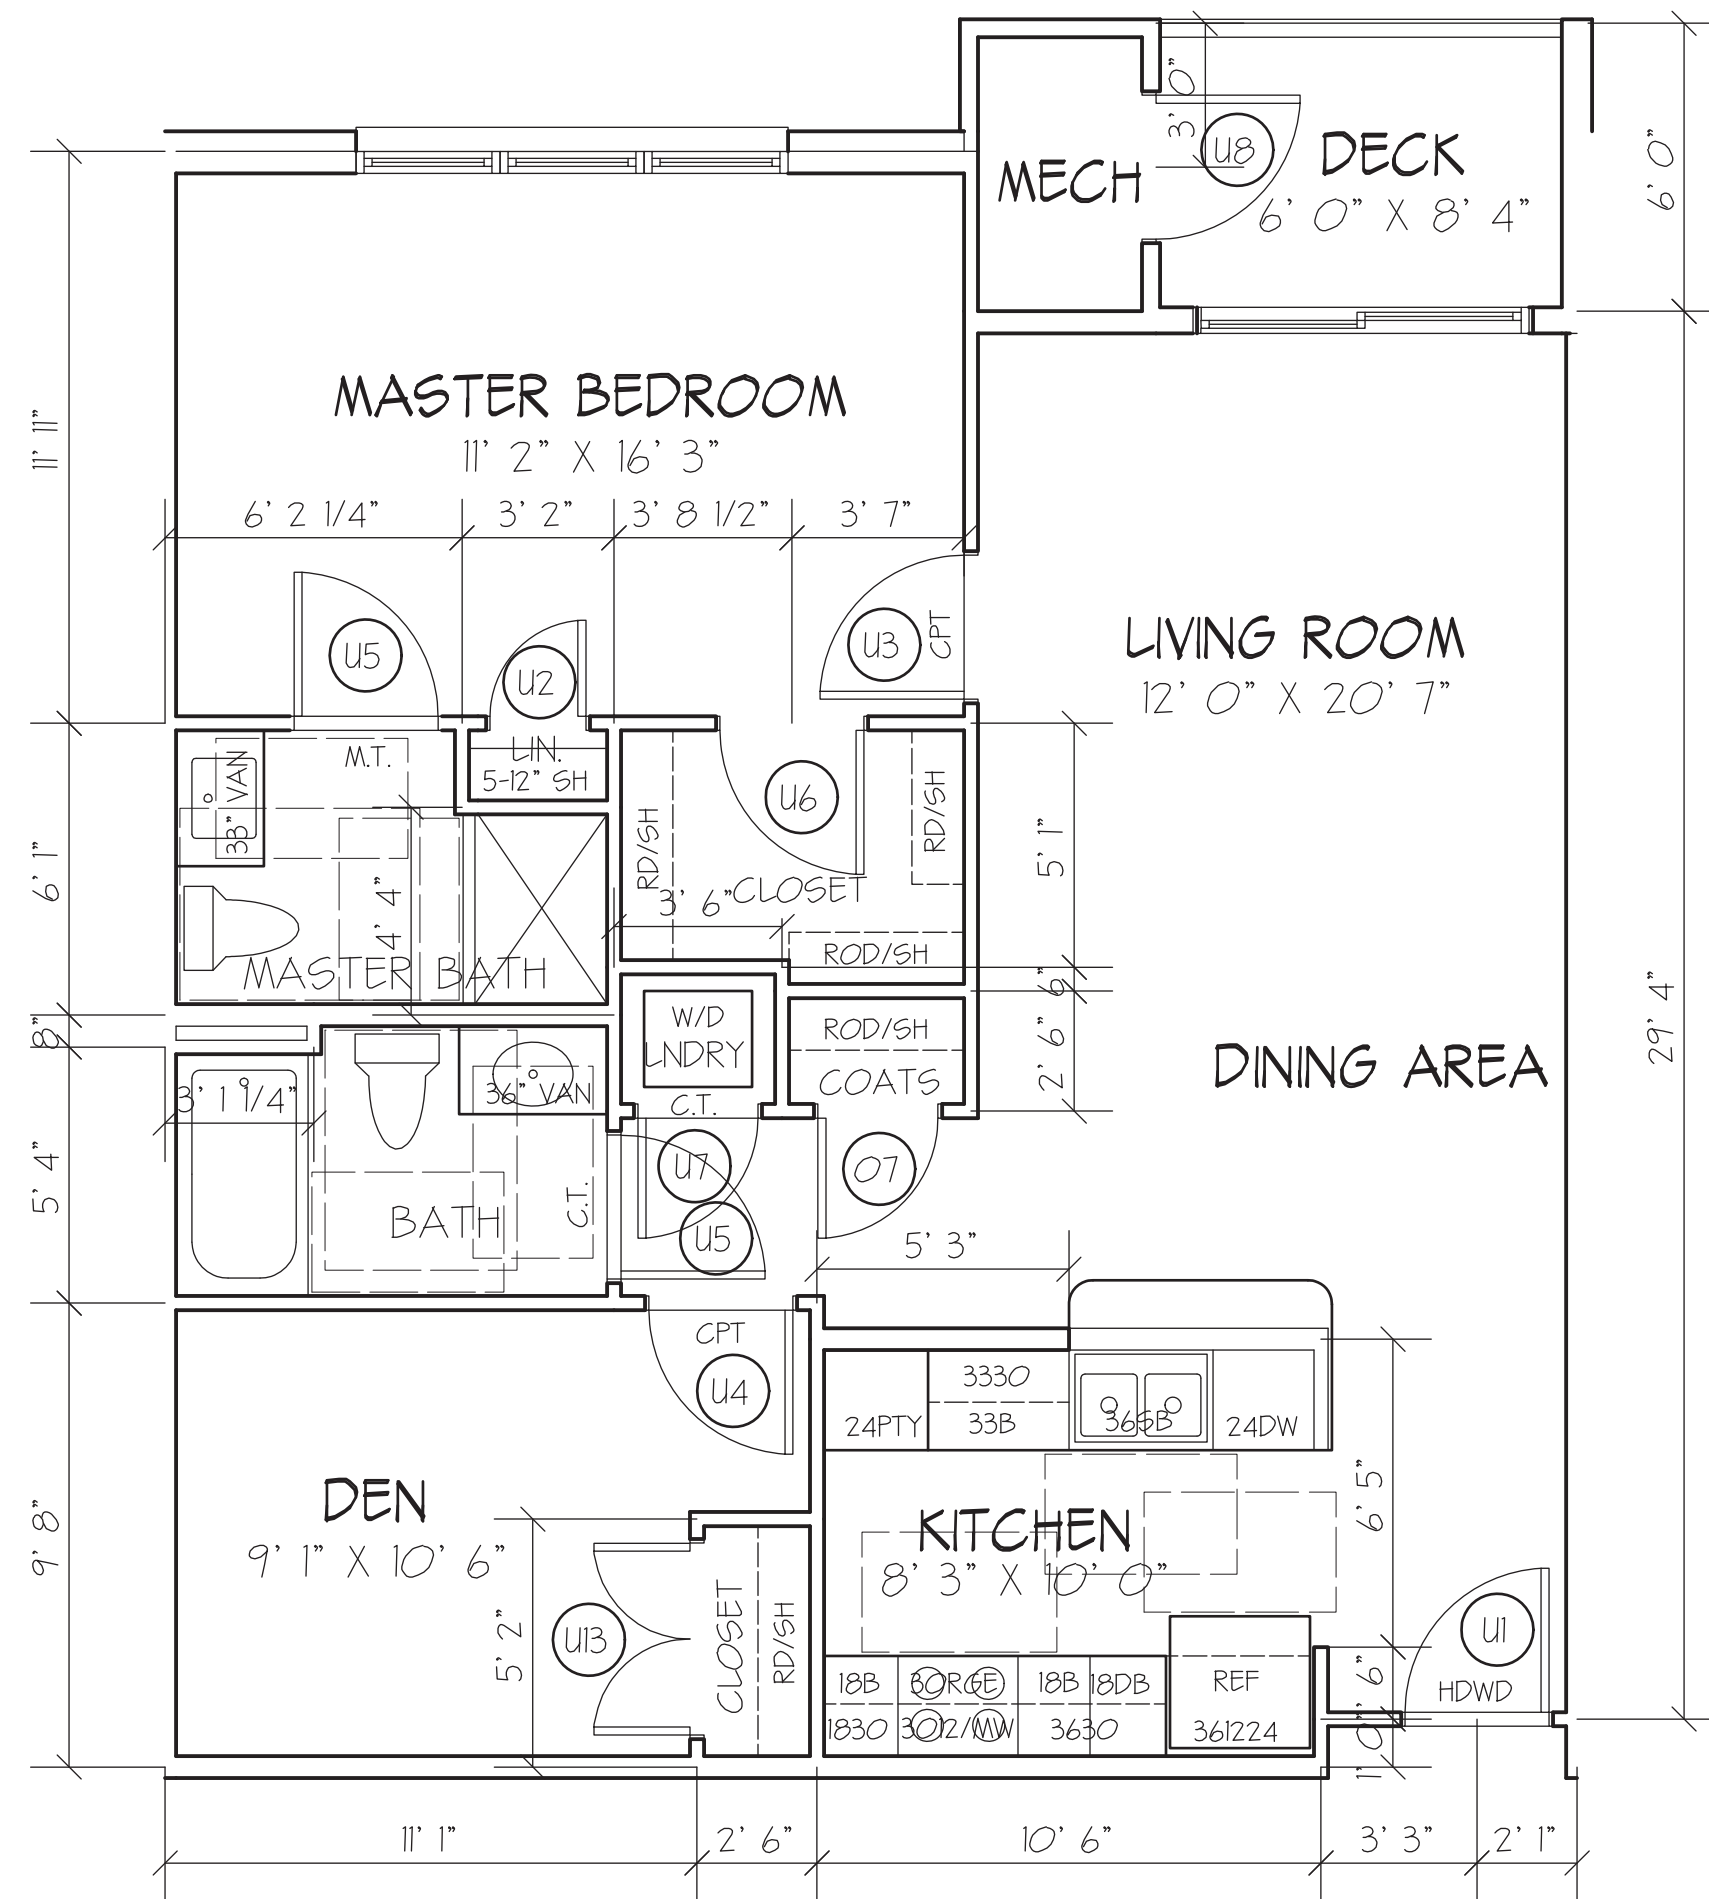 3' 0"
U8
DECK
6' 0" X 8' 4"
MECH
6' 0"
MASTER BEDROOM
11' 2" X 16' 3"
11' 11"
6' 2 1/4"
3' 2"
3' 8 1/2"
3' 7"
U5
U2
U3
CPT
LIVING ROOM
12' 0" X 20' 7"
33" VAN
M.T.
LIN.
5-12" SH
U6
RD/SH
RD/SH
CLOSET
3' 6"
ROD/SH
5' 1"
6' 1"
4' 4"
MASTER BATH
6"
29' 4"
8"
W/D
LNDRY
C.T.
ROD/SH
COATS
2' 6"
DINING AREA
3' 1 1/4"
36" VAN
5' 4"
BATH
C.T.
U7
U5
07
5' 3"
CPT
U4
3330
24PTY
33B
36SB
24DW
DEN
9' 1" X 10' 6"
9' 8"
KITCHEN
8' 3" X 10' 0"
6' 5"
5' 2"
U13
CLOSET
RD/SH
U1
HDWD
18B
30RGE
18B
18DB
REF
1830
3012/MW
3630
361224
1' 6"
1' 0"
11' 1"
2' 6"
10' 6"
3' 3"
2' 1"